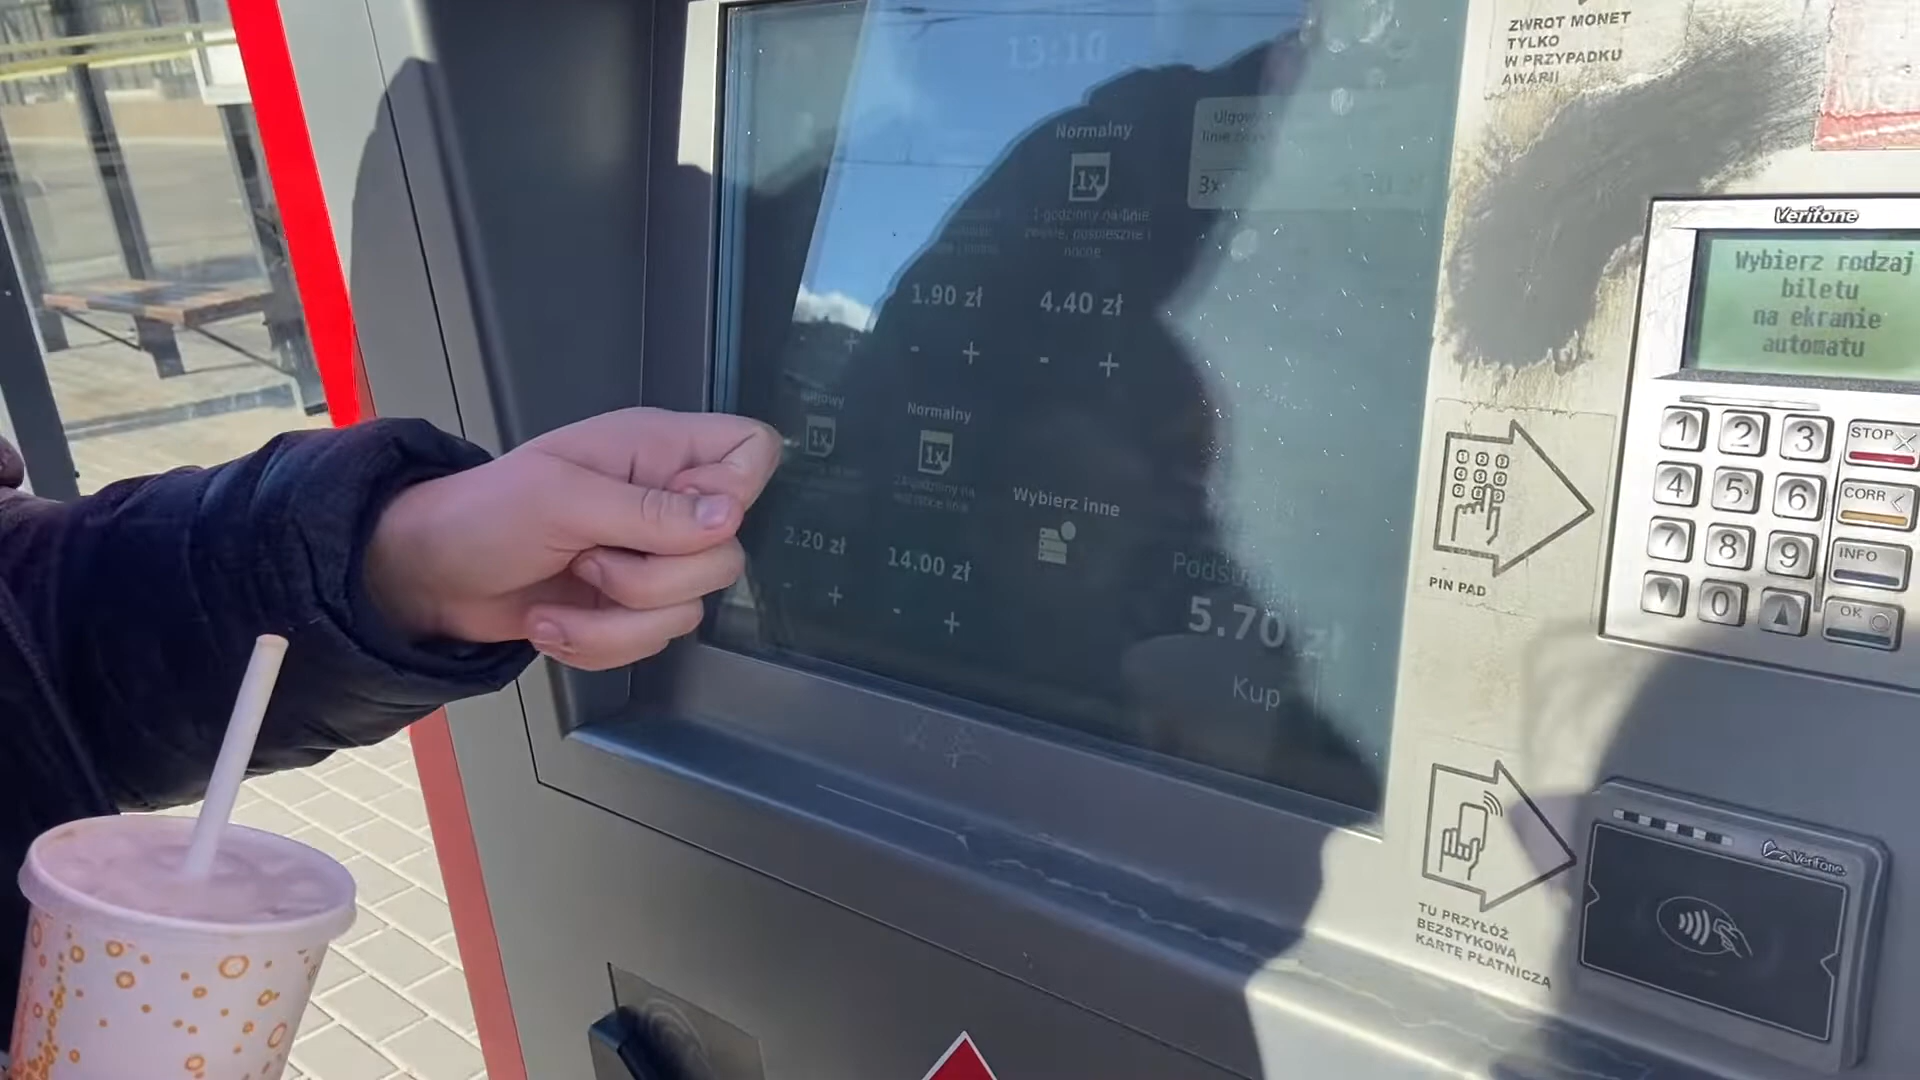 13:10
Normalny
1x
1-godzinny na linie
zwykłe, pospieszne i
nocne
1.90 zł
4.40 zł
- +
- +
+
3x
Normalny
1x
1x
2.20 zł
14.00 zł
- +
- +
Wybierz inne
5.70 zł
Kup
ZWROT MONET
TYLKO
W PRZYPADKU
AWARII
Verifone
Wybierz rodzaj
biletu
na ekranie
automatu
1 2 3 STOP
4 5 6 CORR
7 8 9 INFO
0 OK
PIN PAD
TU PRZYŁÓŻ
BEZSTYKOWĄ
KARTĘ PŁATNICZĄ
Verifone